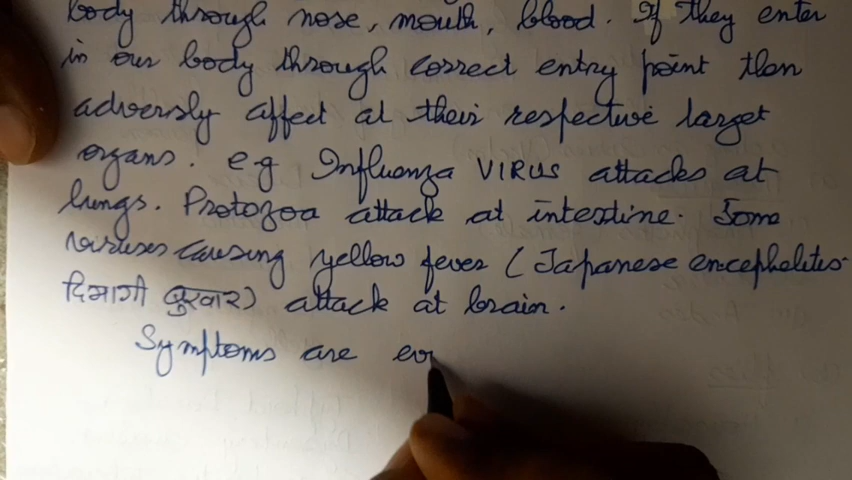 body through nose, mouth, blood. If they enter
in our body through correct entry point then
adversly affect at their respective target
organs. e.g Influenza VIRUS attacks at
lungs. Protozoa attack at intestine. Some
viruses causing yellow fever (Japanese encephalites-
दिमागी बुखार) attack at brain.
Symptoms are ev